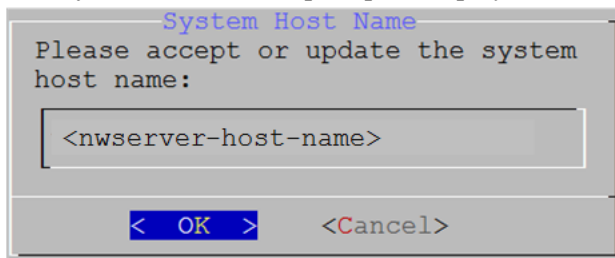 System Host Name
Please accept or update the system
host name:
<nwserver-host-name>
< OK > <Cancel>